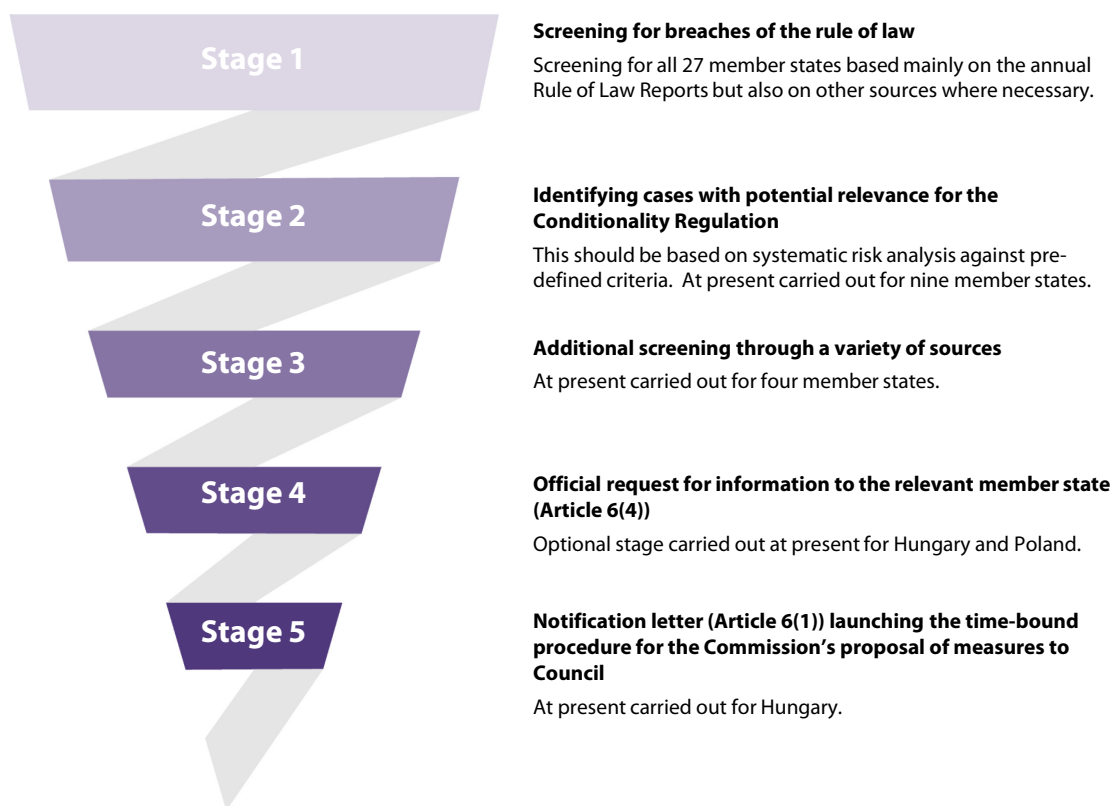 Stage 1
Screening for breaches of the rule of law
Screening for all 27 member states based mainly on the annual
Rule of Law Reports but also on other sources where necessary.
Stage 2
Identifying cases with potential relevance for the
Conditionality Regulation
This should be based on systematic risk analysis against pre-
defined criteria.  At present carried out for nine member states.
Stage 3
Additional screening through a variety of sources
At present carried out for four member states.
Stage 4
Official request for information to the relevant member state
(Article 6(4))
Optional stage carried out at present for Hungary and Poland.
Stage 5
Notification letter (Article 6(1)) launching the time-bound
procedure for the Commission’s proposal of measures to
Council
At present carried out for Hungary.